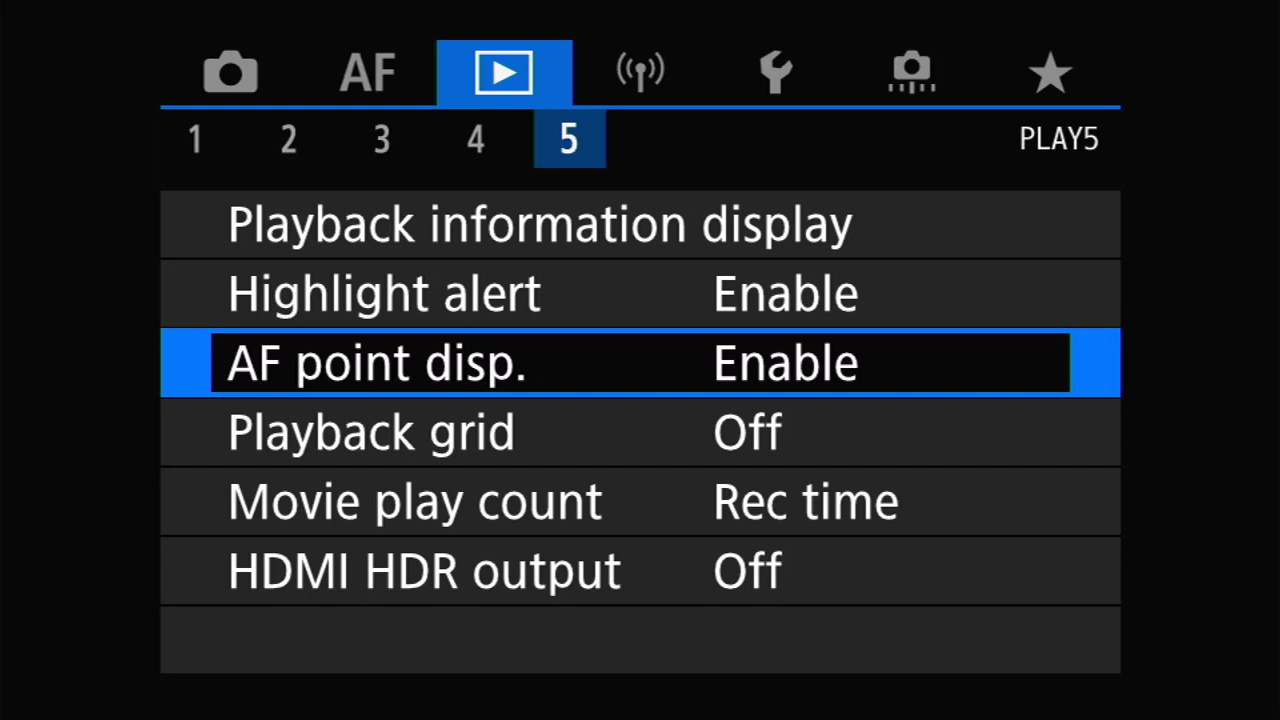 AF
1 2 3 4 5 PLAY5
Playback information display
Highlight alert Enable
AF point disp. Enable
Playback grid Off
Movie play count Rec time
HDMI HDR output Off